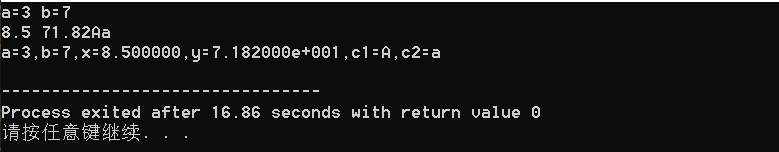 a=3 b=7
8.5 71.82Aa
a=3,b=7,x=8.500000,y=7.182000e+001,c1=A,c2=a
--------------------------------
Process exited after 16.86 seconds with return value 0
请按任意键继续. . .